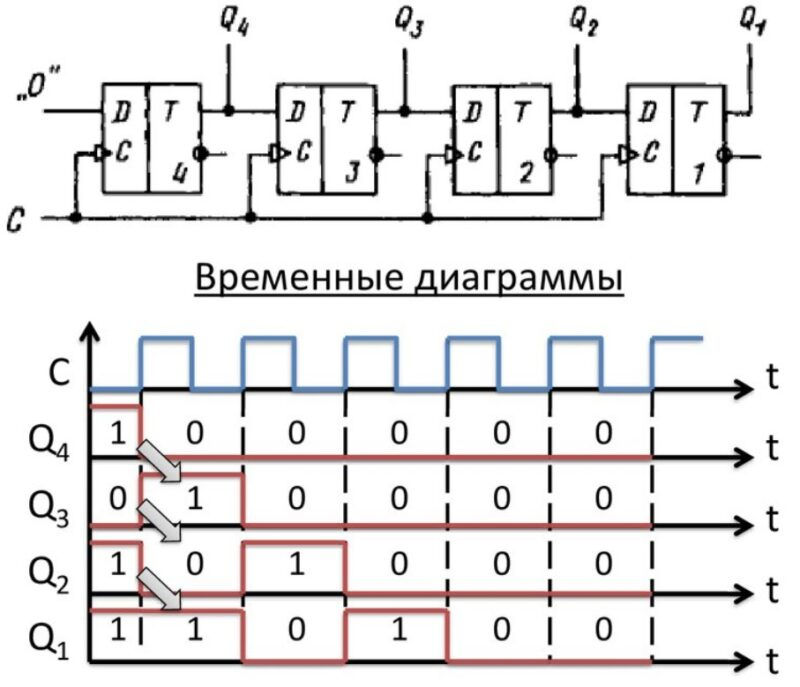 Q4 Q3 Q2 Q1
„0"
D T D T D T D T
C C C C
4 3 2 1
C
Временные диаграммы
C t
Q4 1 0 0 0 0 0 t
Q3 0 1 0 0 0 0 t
Q2 1 0 1 0 0 0 t
Q1 1 1 0 1 0 0 t